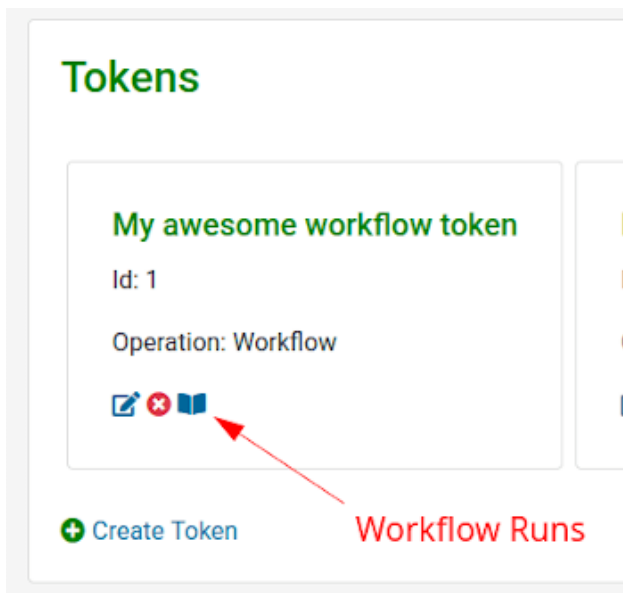 Tokens
My awesome workflow token
Id: 1
Operation: Workflow
Create Token
Workflow Runs